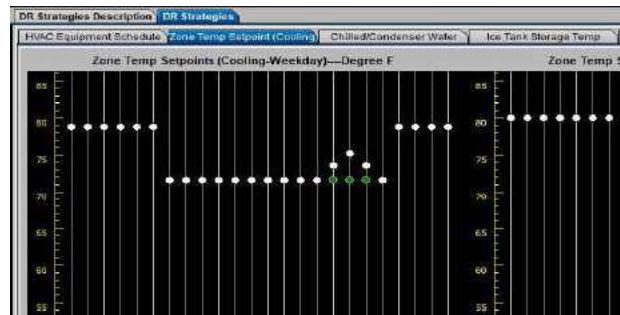 DR Strategies Description DR Strategies
HVAC Equipment Schedule Zone Temp Setpoint (Cooling) Chilled/Condenser Water Ice Tank Storage Temp
Zone Temp Setpoints (Cooling-Weekday)----Degree F Zone Temp S
85 85
80 80
75 75
70 70
65 65
60 60
55 55